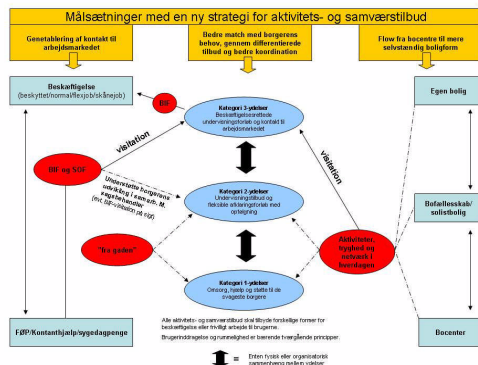 Målsætninger med en ny strategi for aktivitets- og samværstilbud
Genetablering af kontakt til
arbejdsmarkedet
Bedre match med borgerens
behov, gennem differentierede
tilbud og bedre koordination
Flow fra bocentre til mere
selvstændig boligform
Beskæftigelse
(beskyttet/normal/flexjob/skånejob)
BIF
Kategori 3-ydelser
Beskæftigelsesrettede
undervisningsforløb og kontakt til
arbejdsmarkedet
Egen bolig
visitation
visitation
BIF og SOF
Understøtte borgerens
udvikling i samarb. M.
sagsbehandler
Kategori 2-ydelser
Undervisningstilbud og
fleksible afklaringsforløb med
optegning
Bofællesskab/
solistbolig
"fra gaden"
Aktiviteter,
tryghed og
netværk i
hverdagen
Kategori 1-ydelser
Omsorg, hjælp og støtte til de
svageste borgere
FØP/Kontanthjælp/sygedagpenge
Bocenter
Alle aktivitets- og samværstilbud skal tilbyde forskellige former for
beskæftigelse eller frivilligt arbejde til brugerne.
Brugerinddragelse og rummelighed er bærende tværgående principper.
= Enten fysisk eller organisatorisk
sammenhæng mellem ydelser